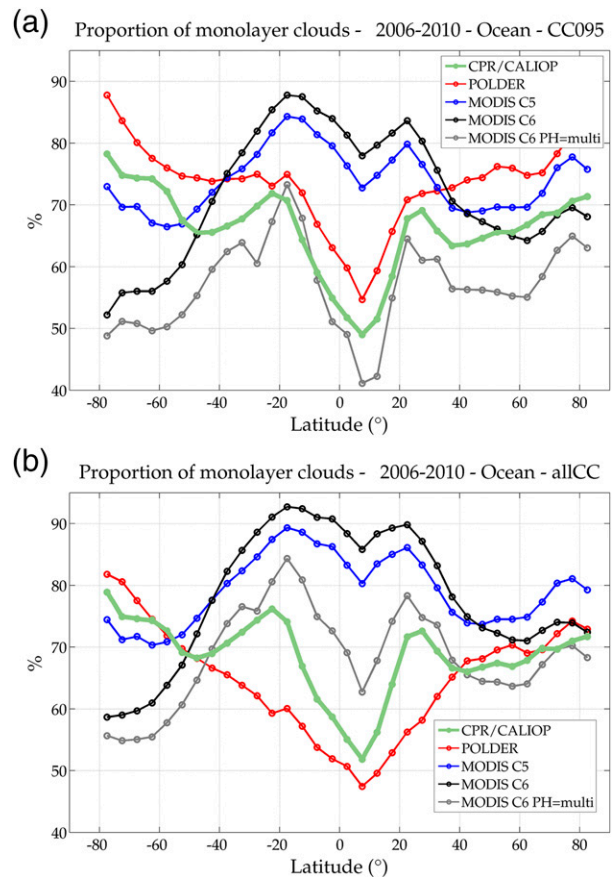 (a)
Proportion of monolayer clouds - 2006-2010 - Ocean - CC095
CPR/CALIOP
POLDER
MODIS C5
MODIS C6
MODIS C6 PH=multi
90
80
70
60
50
40
%
-80 -60 -40 -20 0 20 40 60 80
Latitude (°)
(b)
Proportion of monolayer clouds - 2006-2010 - Ocean - allCC
90
80
70
60
50
40
%
CPR/CALIOP
POLDER
MODIS C5
MODIS C6
MODIS C6 PH=multi
-80 -60 -40 -20 0 20 40 60 80
Latitude (°)